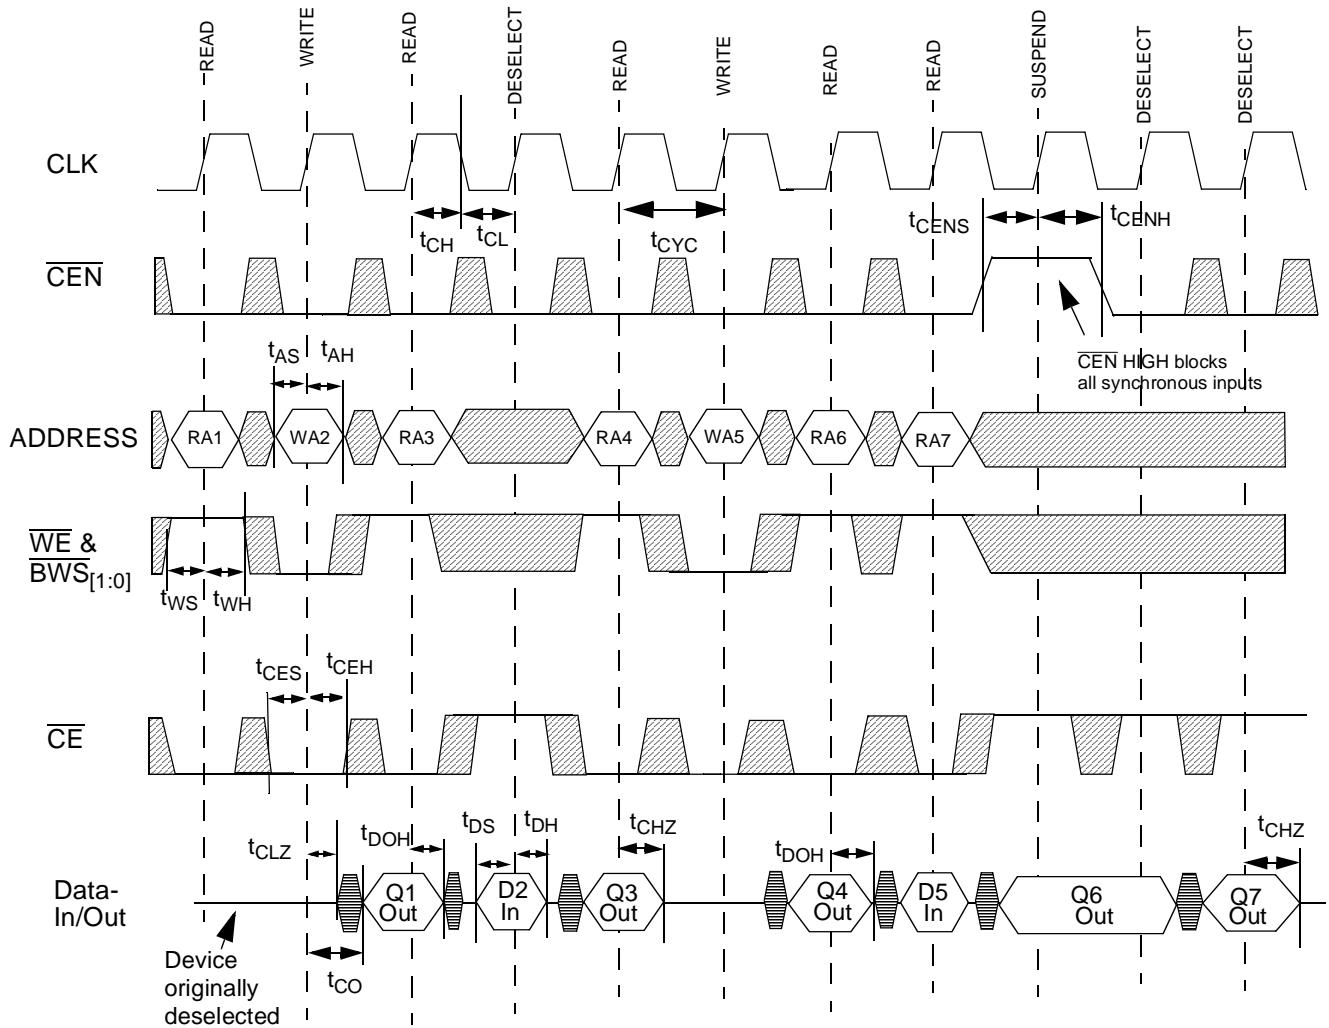 READ
WRITE
READ
DESELECT
READ
WRITE
READ
READ
SUSPEND
DESELECT
DESELECT
CLK
tCH
tCL
tCYC
tCENS
tCENH
CEN
CEN HIGH blocks
all synchronous inputs
tAS
tAH
ADDRESS
RA1
WA2
RA3
RA4
WA5
RA6
RA7
WE &
BWS[1:0]
tWS
tWH
tCES
tCEH
CE
tCLZ
tDOH
tDS
tDH
tCHZ
tDOH
tCHZ
Data-
In/Out
Q1
Out
D2
In
Q3
Out
Q4
Out
D5
In
Q6
Out
Q7
Out
tCO
Device
originally
deselected